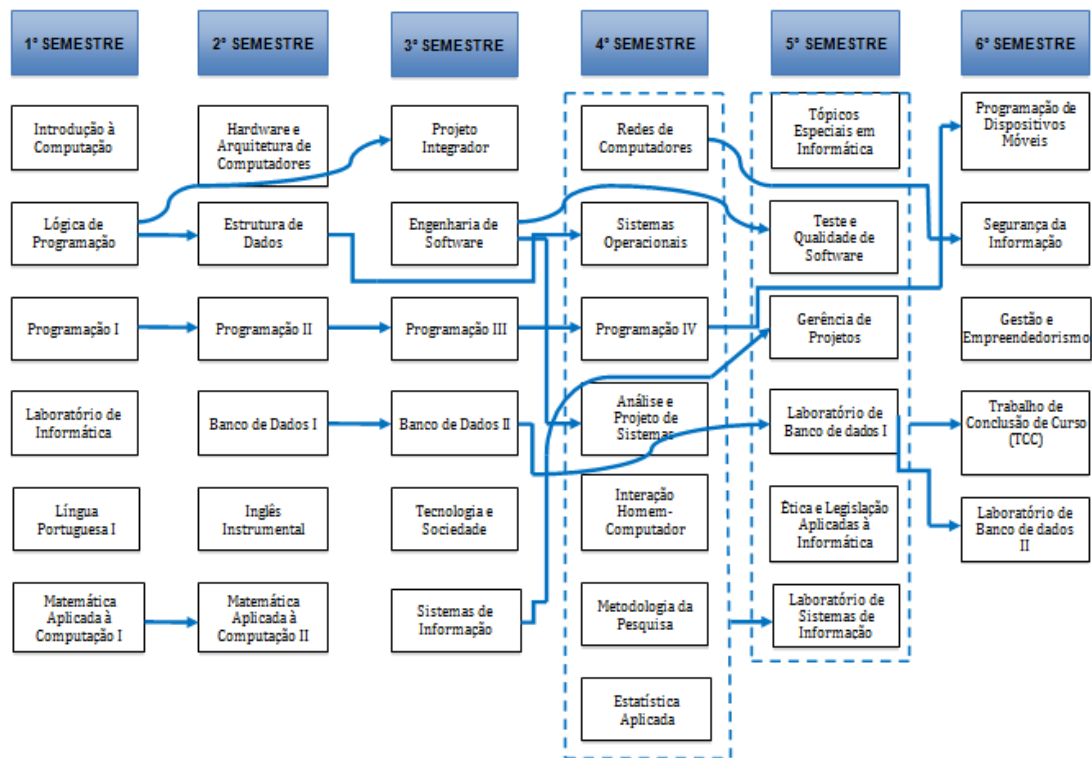 1º SEMESTRE
2º SEMESTRE
3º SEMESTRE
4º SEMESTRE
5º SEMESTRE
6º SEMESTRE
Introdução à
Computação
Hardware e
Arquitetura de
Computadores
Projeto
Integrador
Redes de
Computadores
Tópicos
Especiais em
Informática
Programação de
Dispositivos
Móveis
Lógica de
Programação
Estrutura de
Dados
Engenharia de
Software
Sistemas
Operacionais
Teste e
Qualidade de
Software
Segurança da
Informação
Programação I
Programação II
Programação III
Programação IV
Gerência de
Projetos
Gestão e
Empreendedorismo
Laboratório de
Informática
Banco de Dados I
Banco de Dados II
Análise e
Projeto de
Sistemas
Laboratório de
Banco de dados I
Trabalho de
Conclusão de Curso
(TCC)
Língua
Portuguesa I
Inglês
Instrumental
Tecnologia e
Sociedade
Interação
Homem-
Computador
Ética e Legislação
Aplicadas à
Informática
Laboratório de
Banco de dados
II
Matemática
Aplicada à
Computação I
Matemática
Aplicada à
Computação II
Sistemas de
Informação
Metodologia da
Pesquisa
Laboratório de
Sistemas de
Informação
Estatística
Aplicada